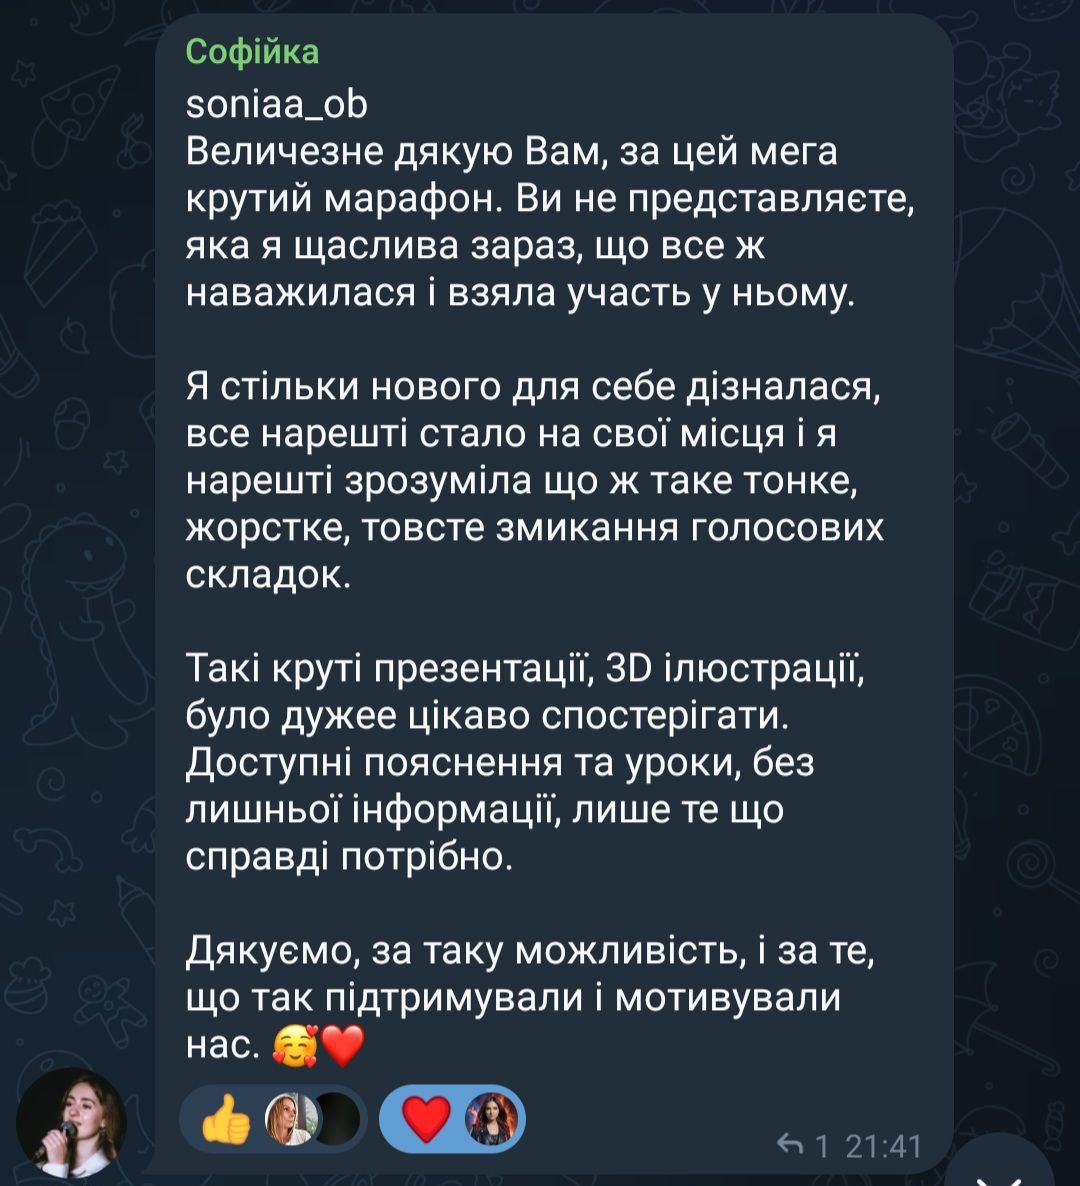 Софійка
soniaa_ob
Величезне дякую Вам, за цей мега
крутий марафон. Ви не представляєте,
яка я щаслива зараз, що все ж
наважилася і взяла участь у ньому.
Я стільки нового для себе дізналася,
все нарешті стало на свої місця і я
нарешті зрозуміла що ж таке тонке,
жорстке, товсте змикання голосових
складок.
Такі круті презентації, 3D ілюстрації,
було дужее цікаво спостерігати.
Доступні пояснення та уроки, без
лишньої інформації, лише те що
справді потрібно.
Дякуємо, за таку можливість, і за те,
що так підтримували і мотивували
нас. 🥰❤️
1 21:41